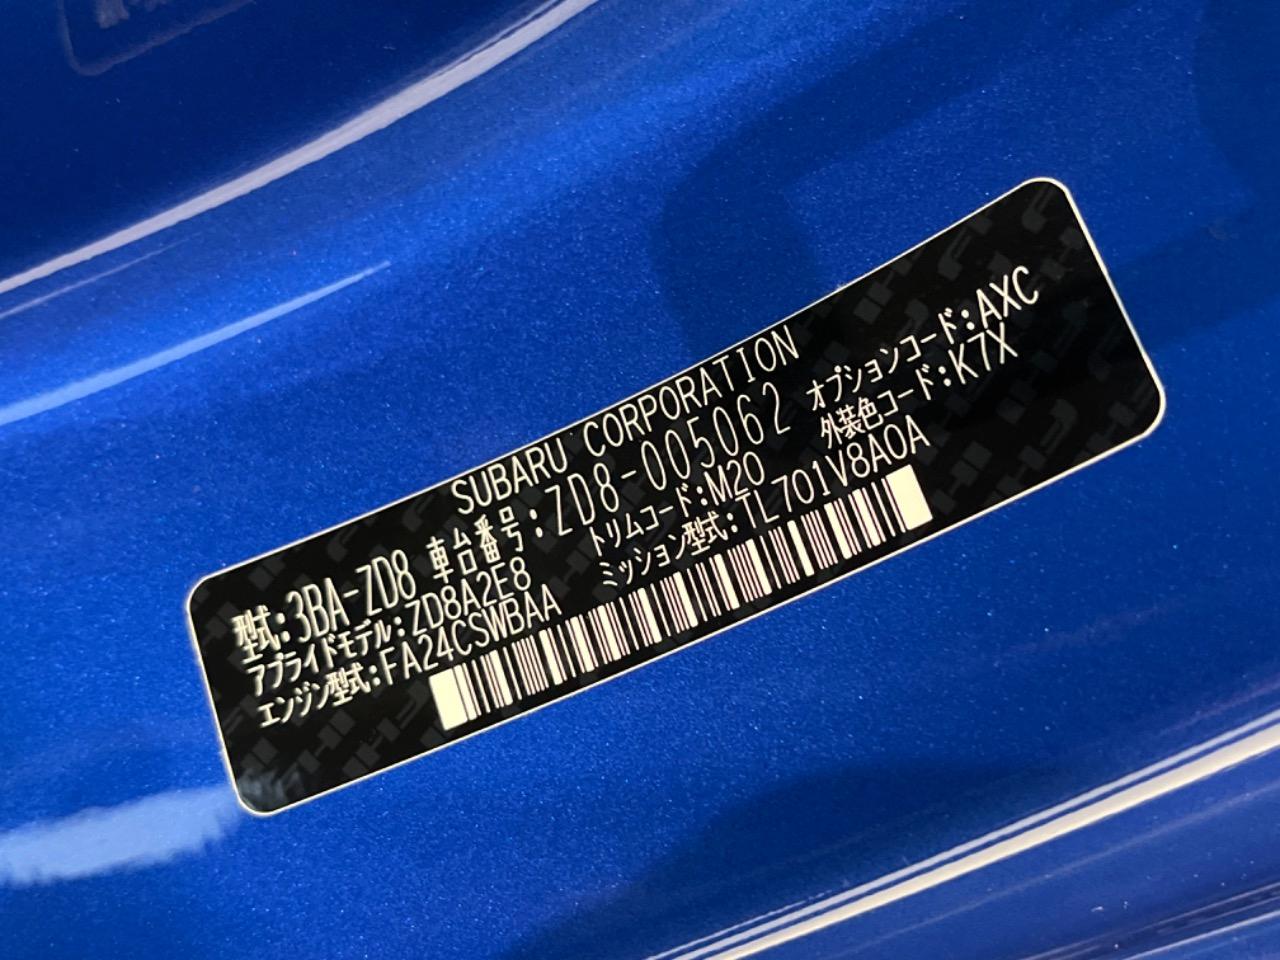 SUBARU CORPORATION
型式:3BA-ZD8 車台番号:ZD8-005062 オプションコード:AXC
アプライドモデル:ZD8A2E8 トリムコード:M20 外装色コード:K7X
エンジン型式:FA24CSWBAA ミッション型式:TL701V8A0A